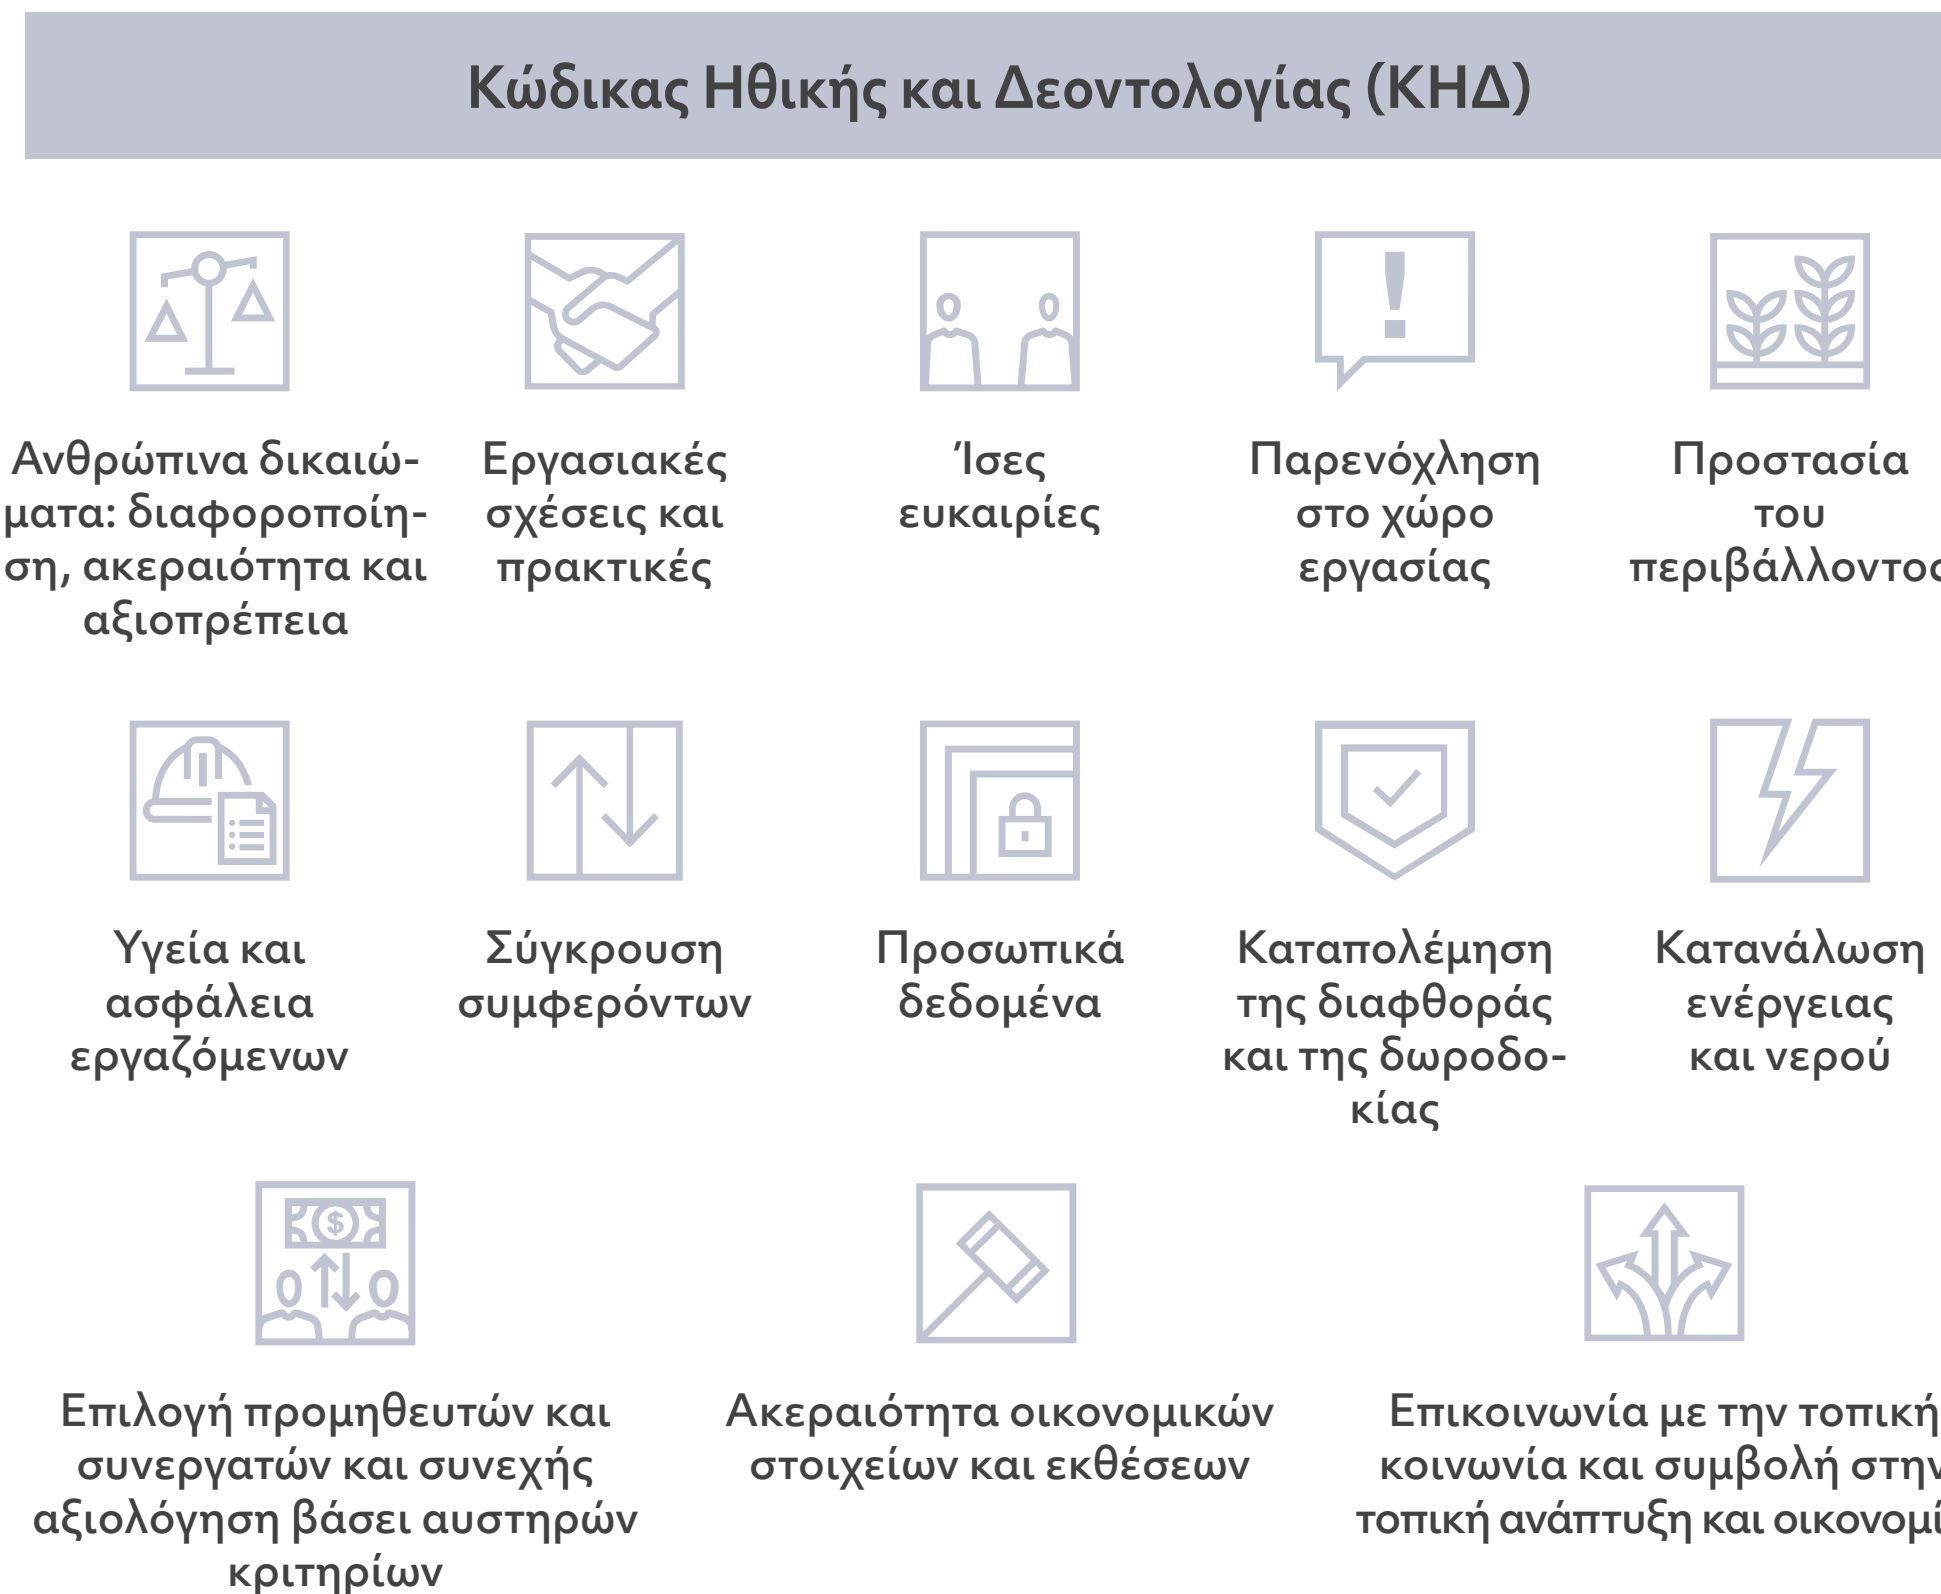 Κώδικας Ηθικής και Δεοντολογίας (ΚΗΔ)
Ανθρώπινα δικαιώ-
ματα: διαφοροποίη-
ση, ακεραιότητα και
αξιοπρέπεια
Εργασιακές
σχέσεις και
πρακτικές
Ίσες
ευκαιρίες
Παρενόχληση
στο χώρο
εργασίας
Προστασία
του
περιβάλλοντος
Υγεία και
ασφάλεια
εργαζόμενων
Σύγκρουση
συμφερόντων
Προσωπικά
δεδομένα
Καταπολέμηση
της διαφθοράς
και της δωροδο-
κίας
Κατανάλωση
ενέργειας
και νερού
$
Επιλογή προμηθευτών και
συνεργατών και συνεχής
αξιολόγηση βάσει αυστηρών
κριτηρίων
Ακεραιότητα οικονομικών
στοιχείων και εκθέσεων
Επικοινωνία με την τοπική
κοινωνία και συμβολή στην
τοπική ανάπτυξη και